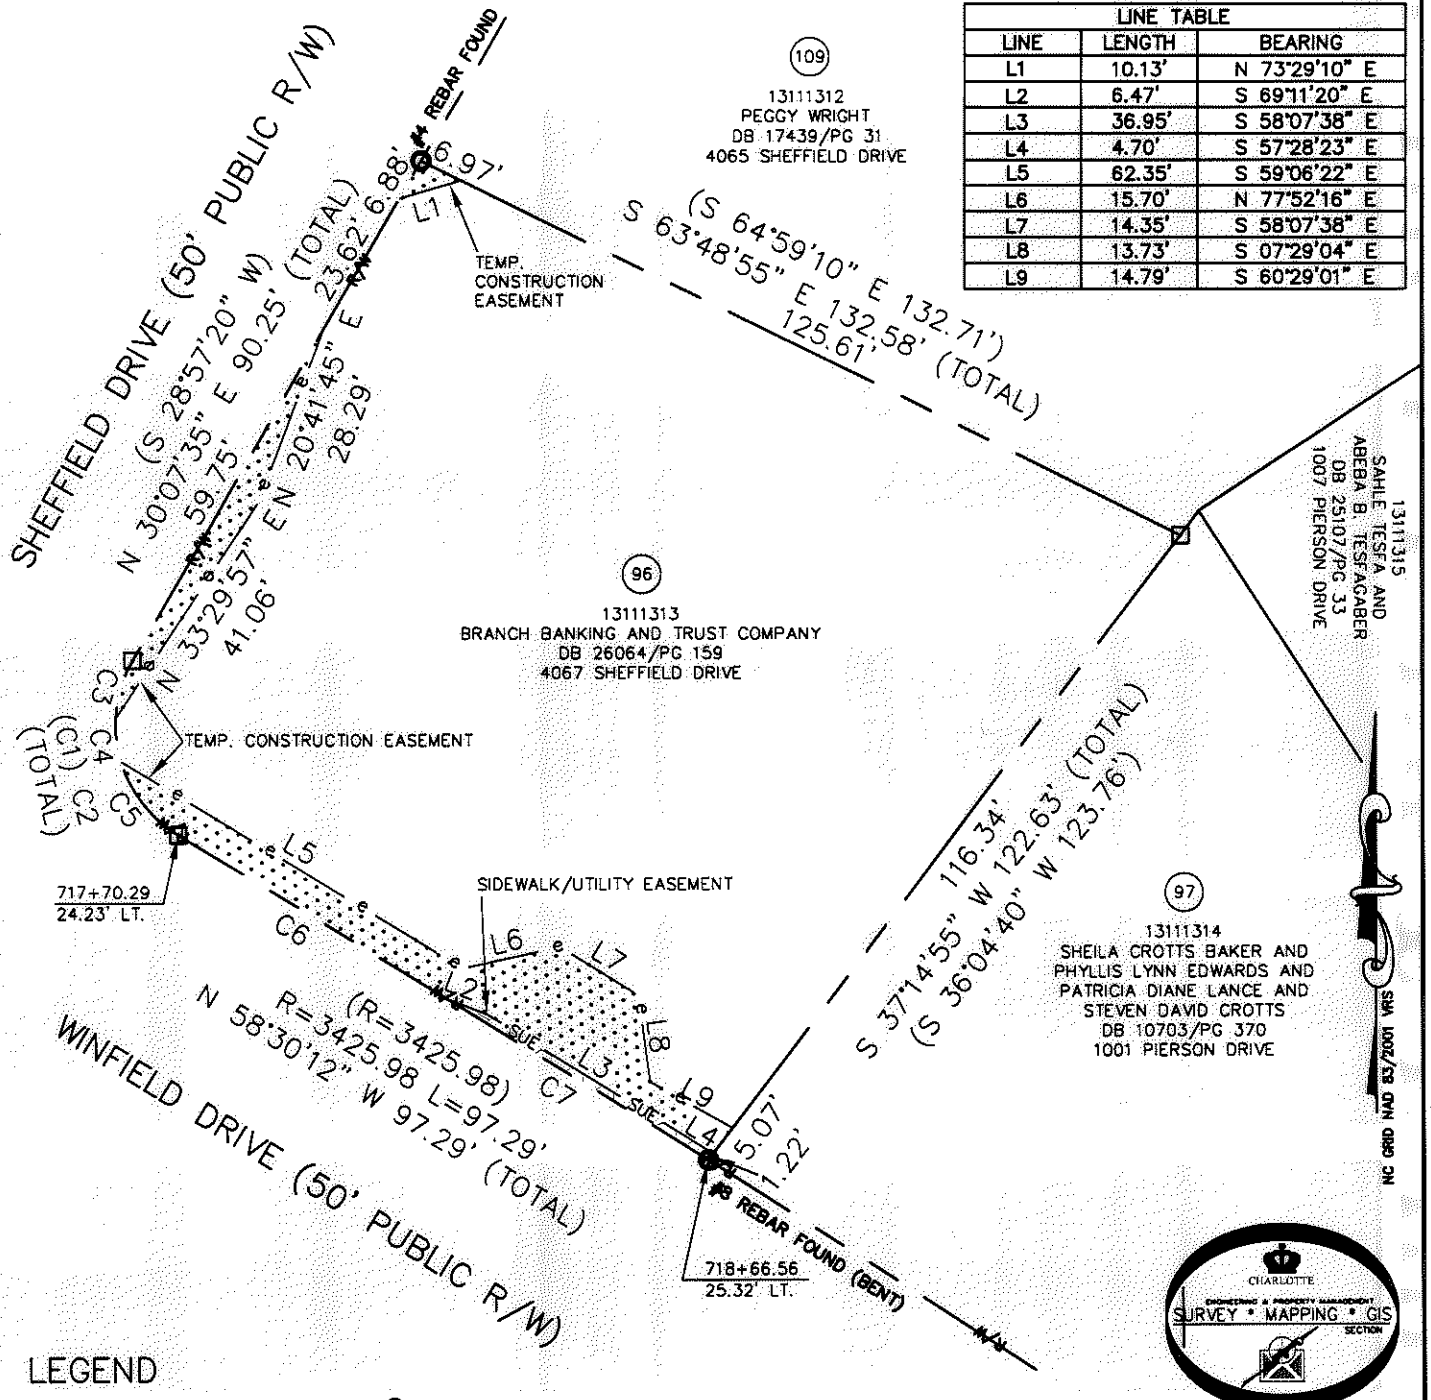 LINE TABLE
LINE LENGTH BEARING
L1 10.13' N 73°29'10" E
L2 6.47' S 69°11'20" E
L3 36.95' S 58°07'38" E
L4 4.70' S 57°28'23" E
L5 62.35' S 59°06'22" E
L6 15.70' N 77°52'16" E
L7 14.35' S 58°07'38" E
L8 13.73' S 07°29'04" E
L9 14.79' S 60°29'01" E
#4 REBAR FOUND
109
13111312
PEGGY WRIGHT
DB 17439/PG 31
4065 SHEFFIELD DRIVE
SHEFFIELD DRIVE (50' PUBLIC R/W)
6.97'
6.88'
L1
TEMP.
CONSTRUCTION
EASEMENT
(S 64°59'10" E 132.71')
S 63°48'55" E 132.58' (TOTAL)
125.61'
(S 28°57'20" W)
N 30°07'35" E 90.25' (TOTAL)
59.75'
23.62'
R/W
R/W
e
e
e
e
N 20°41'45" E
28.29'
N 33°29'57" E
41.06'
13111315
SAHLE TESFA AND
ABEBA B. TESFAGABER
DB 25107/PG 33
1007 PIERSON DRIVE
96
13111313
BRANCH BANKING AND TRUST COMPANY
DB 26064/PG 159
4067 SHEFFIELD DRIVE
C3
C4
(C1) C2
(TOTAL)
C5
TEMP. CONSTRUCTION EASEMENT
e
e
L5
e
e
717+70.29
24.23' LT.
C6
SIDEWALK/UTILITY EASEMENT
L6
e
L7
e
L8
L2
R/W
SUE
L3
C7
SUE
L9
e
L4
5.07'
1.22'
116.34'
S 37°14'55" W 122.63' (TOTAL)
(S 36°04'40" W 123.76')
97
13111314
SHEILA CROTTS BAKER AND
PHYLLIS LYNN EDWARDS AND
PATRICIA DIANE LANCE AND
STEVEN DAVID CROTTS
DB 10703/PG 370
1001 PIERSON DRIVE
NC GRID NAD 83/2001 VRS
(R=3425.98)
R=3425.98 L=97.29'
N 58°30'12" W 97.29' (TOTAL)
WINFIELD DRIVE (50' PUBLIC R/W)
#8 REBAR FOUND (BENT)
718+66.56
25.32' LT.
R/W
CHARLOTTE
ENGINEERING & PROPERTY MANAGEMENT
SURVEY * MAPPING * GIS
SECTION
LEGEND